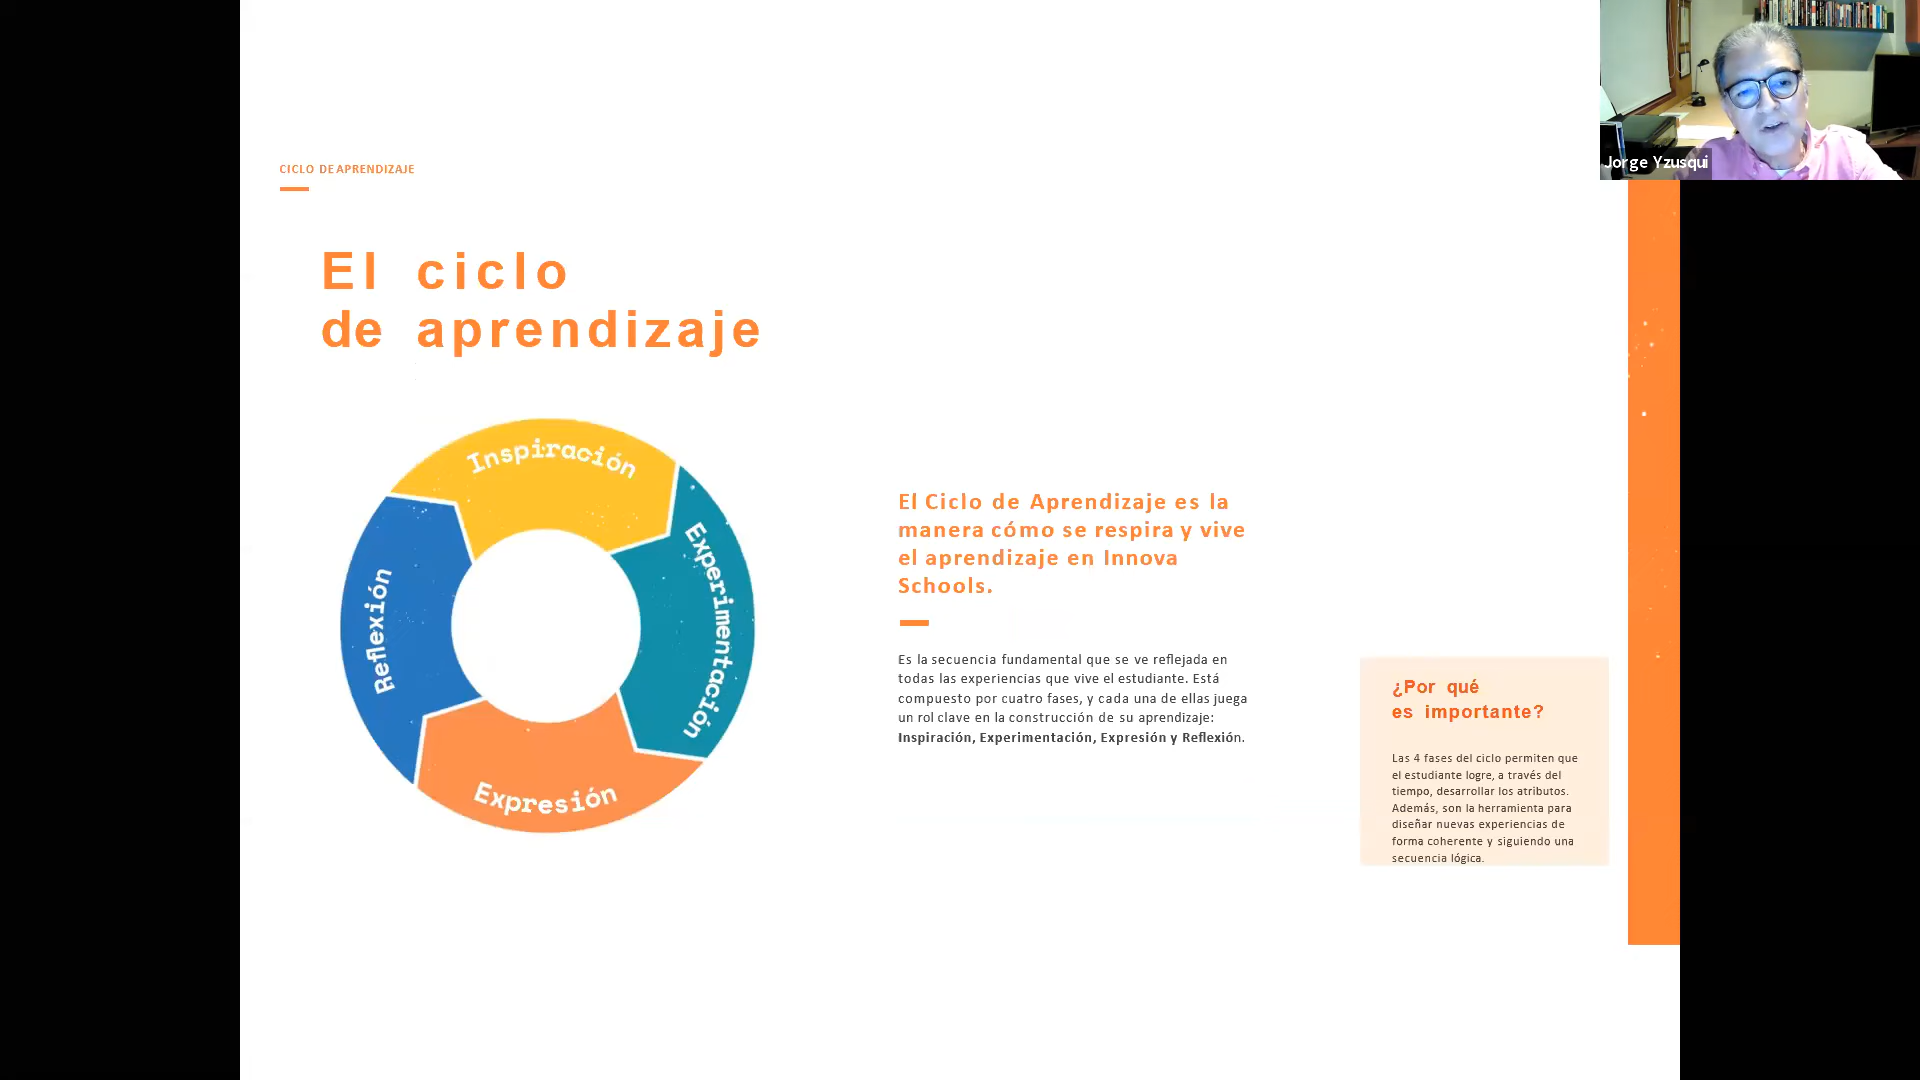 CICLO DE APRENDIZAJE
El ciclo
de aprendizaje
Inspiración
Experimentación
Expresión
Reflexión
El Ciclo de Aprendizaje es la
manera cómo se respira y vive
el aprendizaje en Innova
Schools.
Es la secuencia fundamental que se ve reflejada en
todas las experiencias que vive el estudiante. Está
compuesto por cuatro fases, y cada una de ellas juega
un rol clave en la construcción de su aprendizaje:
Inspiración, Experimentación, Expresión y Reflexión.
¿Por qué
es importante?
Las 4 fases del ciclo permiten que
el estudiante logre, a través del
tiempo, desarrollar los atributos.
Además, son la herramienta para
diseñar nuevas experiencias de
forma coherente y siguiendo una
secuencia lógica.
Jorge Yzusqui